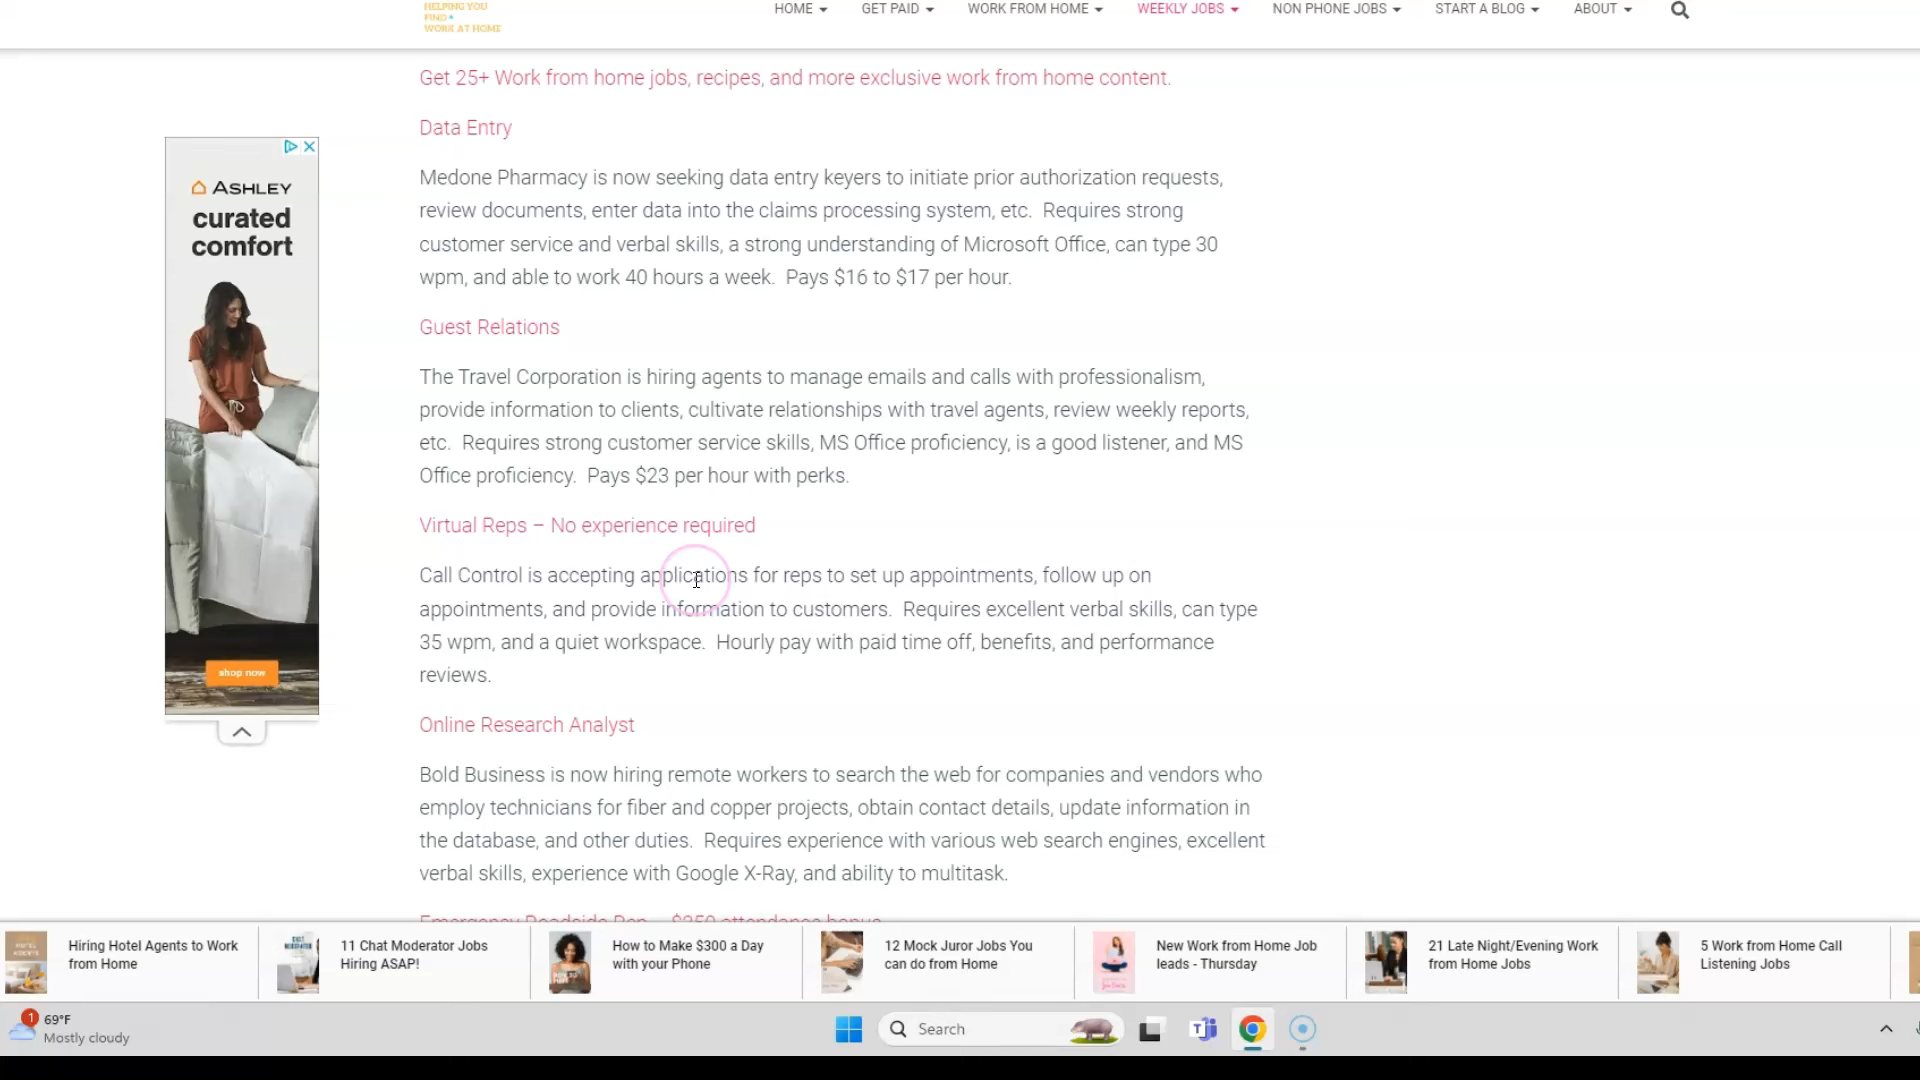 HELPING YOU
FIND
WORK AT HOME
HOME
GET PAID
WORK FROM HOME
WEEKLY JOBS
NON PHONE JOBS
START A BLOG
ABOUT
Get 25+ Work from home jobs, recipes, and more exclusive work from home content.
Data Entry
Medone Pharmacy is now seeking data entry keyers to initiate prior authorization requests,
review documents, enter data into the claims processing system, etc.  Requires strong
customer service and verbal skills, a strong understanding of Microsoft Office, can type 30
wpm, and able to work 40 hours a week.  Pays $16 to $17 per hour.
Guest Relations
The Travel Corporation is hiring agents to manage emails and calls with professionalism,
provide information to clients, cultivate relationships with travel agents, review weekly reports,
etc.  Requires strong customer service skills, MS Office proficiency, is a good listener, and MS
Office proficiency.  Pays $23 per hour with perks.
Virtual Reps – No experience required
Call Control is accepting applications for reps to set up appointments, follow up on
appointments, and provide information to customers.  Requires excellent verbal skills, can type
35 wpm, and a quiet workspace.  Hourly pay with paid time off, benefits, and performance
reviews.
Online Research Analyst
Bold Business is now hiring remote workers to search the web for companies and vendors who
employ technicians for fiber and copper projects, obtain contact details, update information in
the database, and other duties.  Requires experience with various web search engines, excellent
verbal skills, experience with Google X-Ray, and ability to multitask.
Emergency Roadside Rep – $250 attendance bonus
ASHLEY
curated
comfort
shop now
Hiring Hotel Agents to Work
from Home
11 Chat Moderator Jobs
Hiring ASAP!
How to Make $300 a Day
with your Phone
12 Mock Juror Jobs You
can do from Home
New Work from Home Job
leads - Thursday
21 Late Night/Evening Work
from Home Jobs
5 Work from Home Call
Listening Jobs
1
69°F
Mostly cloudy
Search